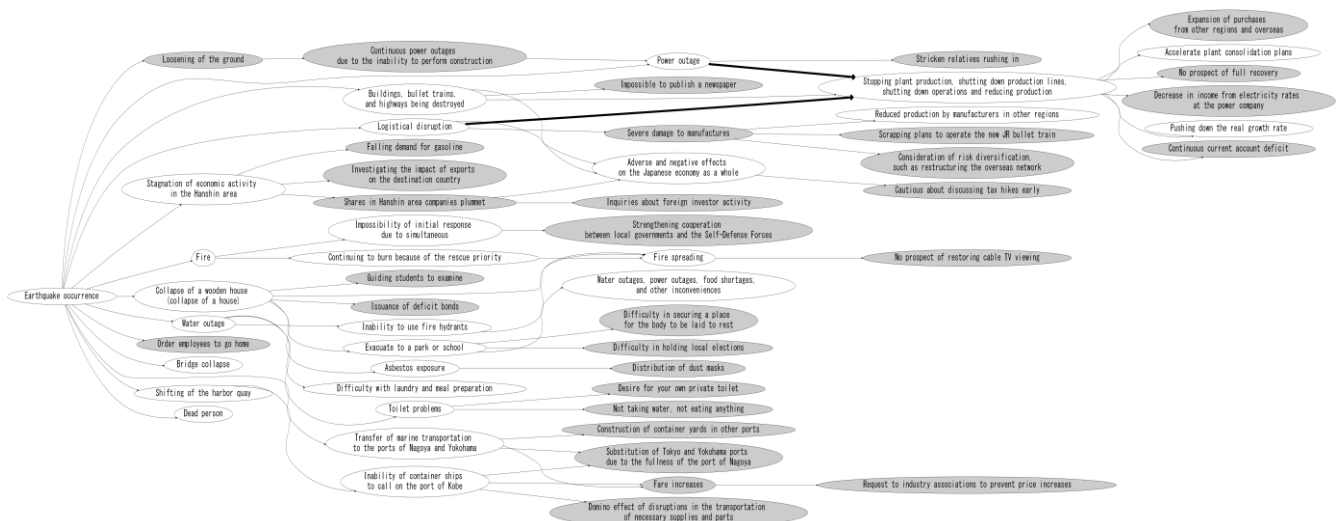 Expansion of purchases
from other regions and overseas
Loosening of the ground
Continuous power outages
due to the inability to perform construction
Power outage
Stricken relatives rushing in
Accelerate plant consolidation plans
Stopping plant production, shutting down production lines,
shutting down operations and reducing production
No prospect of full recovery
Buildings, bullet trains,
and highways being destroyed
Impossible to publish a newspaper
Decrease in income from electricity rates
at the power company
Reduced production by manufacturers in other regions
Logistical disruption
Severe damage to manufactures
Scrapping plans to operate the new JR bullet train
Pushing down the real growth rate
Falling demand for gasoline
Continuous current account deficit
Consideration of risk diversification,
such as restructuring the overseas network
Investigating the impact of exports
on the destination country
Adverse and negative effects
on the Japanese economy as a whole
Stagnation of economic activity
in the Hanshin area
Cautious about discussing tax hikes early
Shares in Hanshin area companies plummet
Inquiries about foreign investor activity
Impossibility of initial response
due to simultaneous
Strengthening cooperation
between local governments and the Self-Defense Forces
Fire
Continuing to burn because of the rescue priority
Fire spreading
No prospect of restoring cable TV viewing
Guiding students to examine
Water outages, power outages, food shortages,
and other inconveniences
Earthquake occurrence
Collapse of a wooden house
(collapse of a house)
Issuance of deficit bonds
Difficulty in securing a place
for the body to be laid to rest
Water outage
Inability to use fire hydrants
Order employees to go home
Evacuate to a park or school
Difficulty in holding local elections
Bridge collapse
Asbestos exposure
Distribution of dust masks
Shifting of the harbor quay
Difficulty with laundry and meal preparation
Desire for your own private toilet
Dead person
Toilet problems
Not taking water, not eating anything
Construction of container yards in other ports
Transfer of marine transportation
to the ports of Nagoya and Yokohama
Substitution of Tokyo and Yokohama ports
due to the fullness of the port of Nagoya
Inability of container ships
to call on the port of Kobe
Fare increases
Request to industry associations to prevent price increases
Domino effect of disruptions in the transportation
of necessary supplies and parts